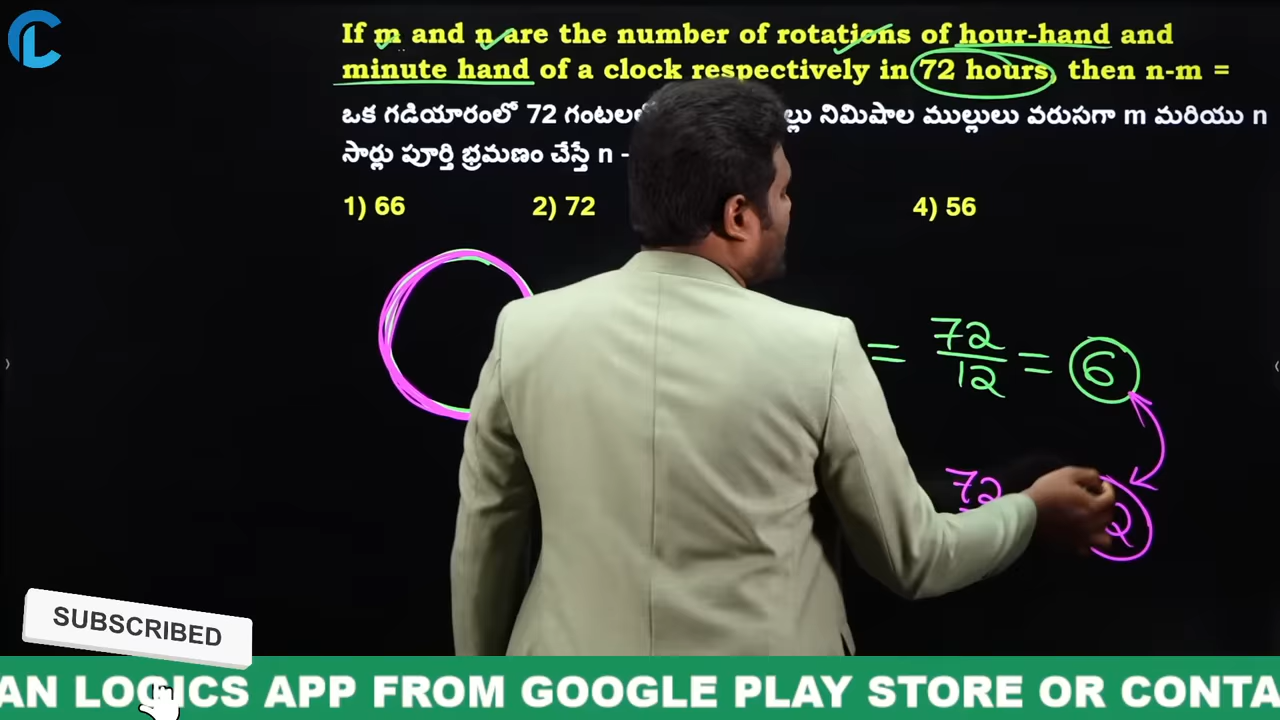 If m and n are the number of rotations of hour-hand and
minute hand of a clock respectively in 72 hours, then n-m =
ఒక గడియారంలో 72 నిమిషాల ముల్లులు వరుసగా m మరియు n
సార్లు పూర్తి భ్రమణం చేస్తే n -
1) 66 2) 72 4) 56
= 72/12 = 6
72
2
SUBSCRIBED
AN LOGICS APP FROM GOOGLE PLAY STORE OR CONTA